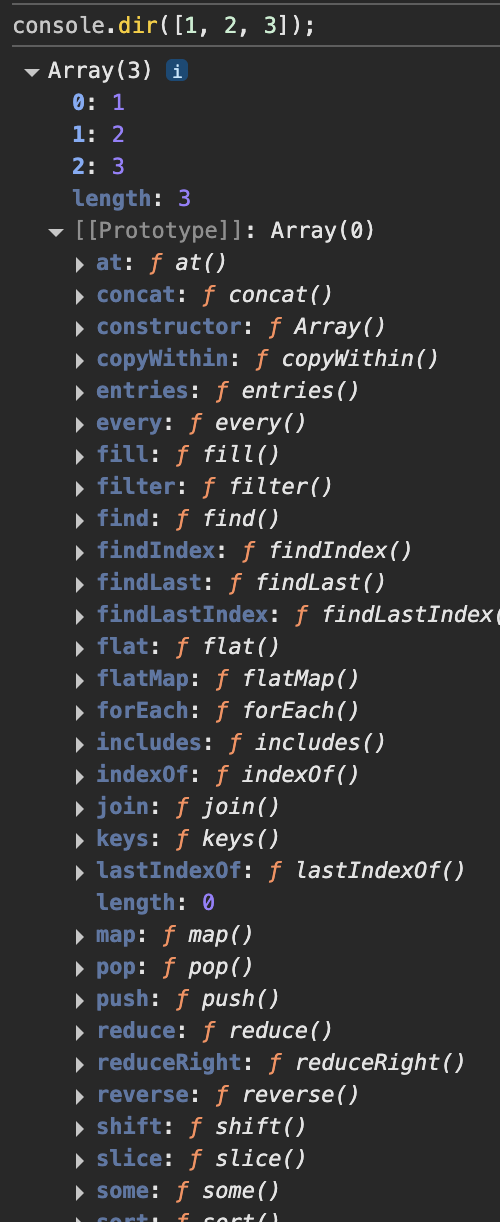 console.dir([1, 2, 3]);
Array(3) i
0: 1
1: 2
2: 3
length: 3
[[Prototype]]: Array(0)
at: ƒ at()
concat: ƒ concat()
constructor: ƒ Array()
copyWithin: ƒ copyWithin()
entries: ƒ entries()
every: ƒ every()
fill: ƒ fill()
filter: ƒ filter()
find: ƒ find()
findIndex: ƒ findIndex()
findLast: ƒ findLast()
findLastIndex: ƒ findLastIndex(
flat: ƒ flat()
flatMap: ƒ flatMap()
forEach: ƒ forEach()
includes: ƒ includes()
indexOf: ƒ indexOf()
join: ƒ join()
keys: ƒ keys()
lastIndexOf: ƒ lastIndexOf()
length: 0
map: ƒ map()
pop: ƒ pop()
push: ƒ push()
reduce: ƒ reduce()
reduceRight: ƒ reduceRight()
reverse: ƒ reverse()
shift: ƒ shift()
slice: ƒ slice()
some: ƒ some()
sort: ƒ sort()